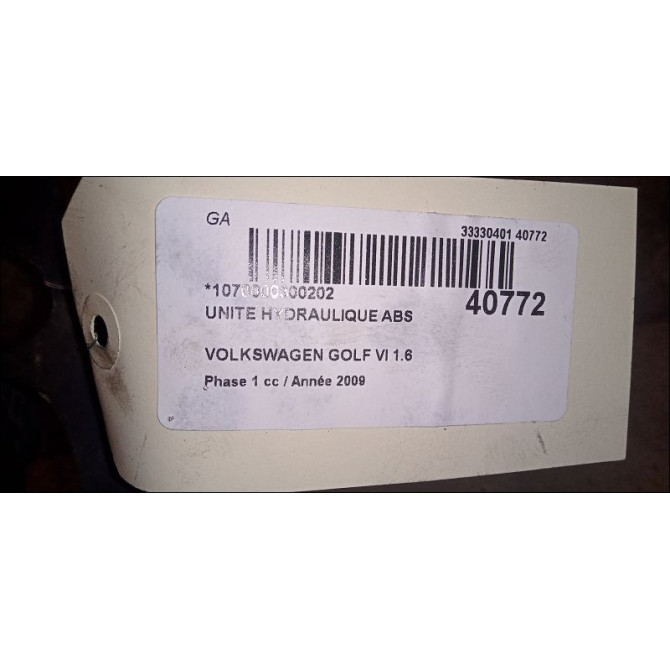 GA
33330401 40772
40772
UNITE HYDRAULIQUE ABS
VOLKSWAGEN GOLF VI 1.6
Phase 1 cc / Année 2009